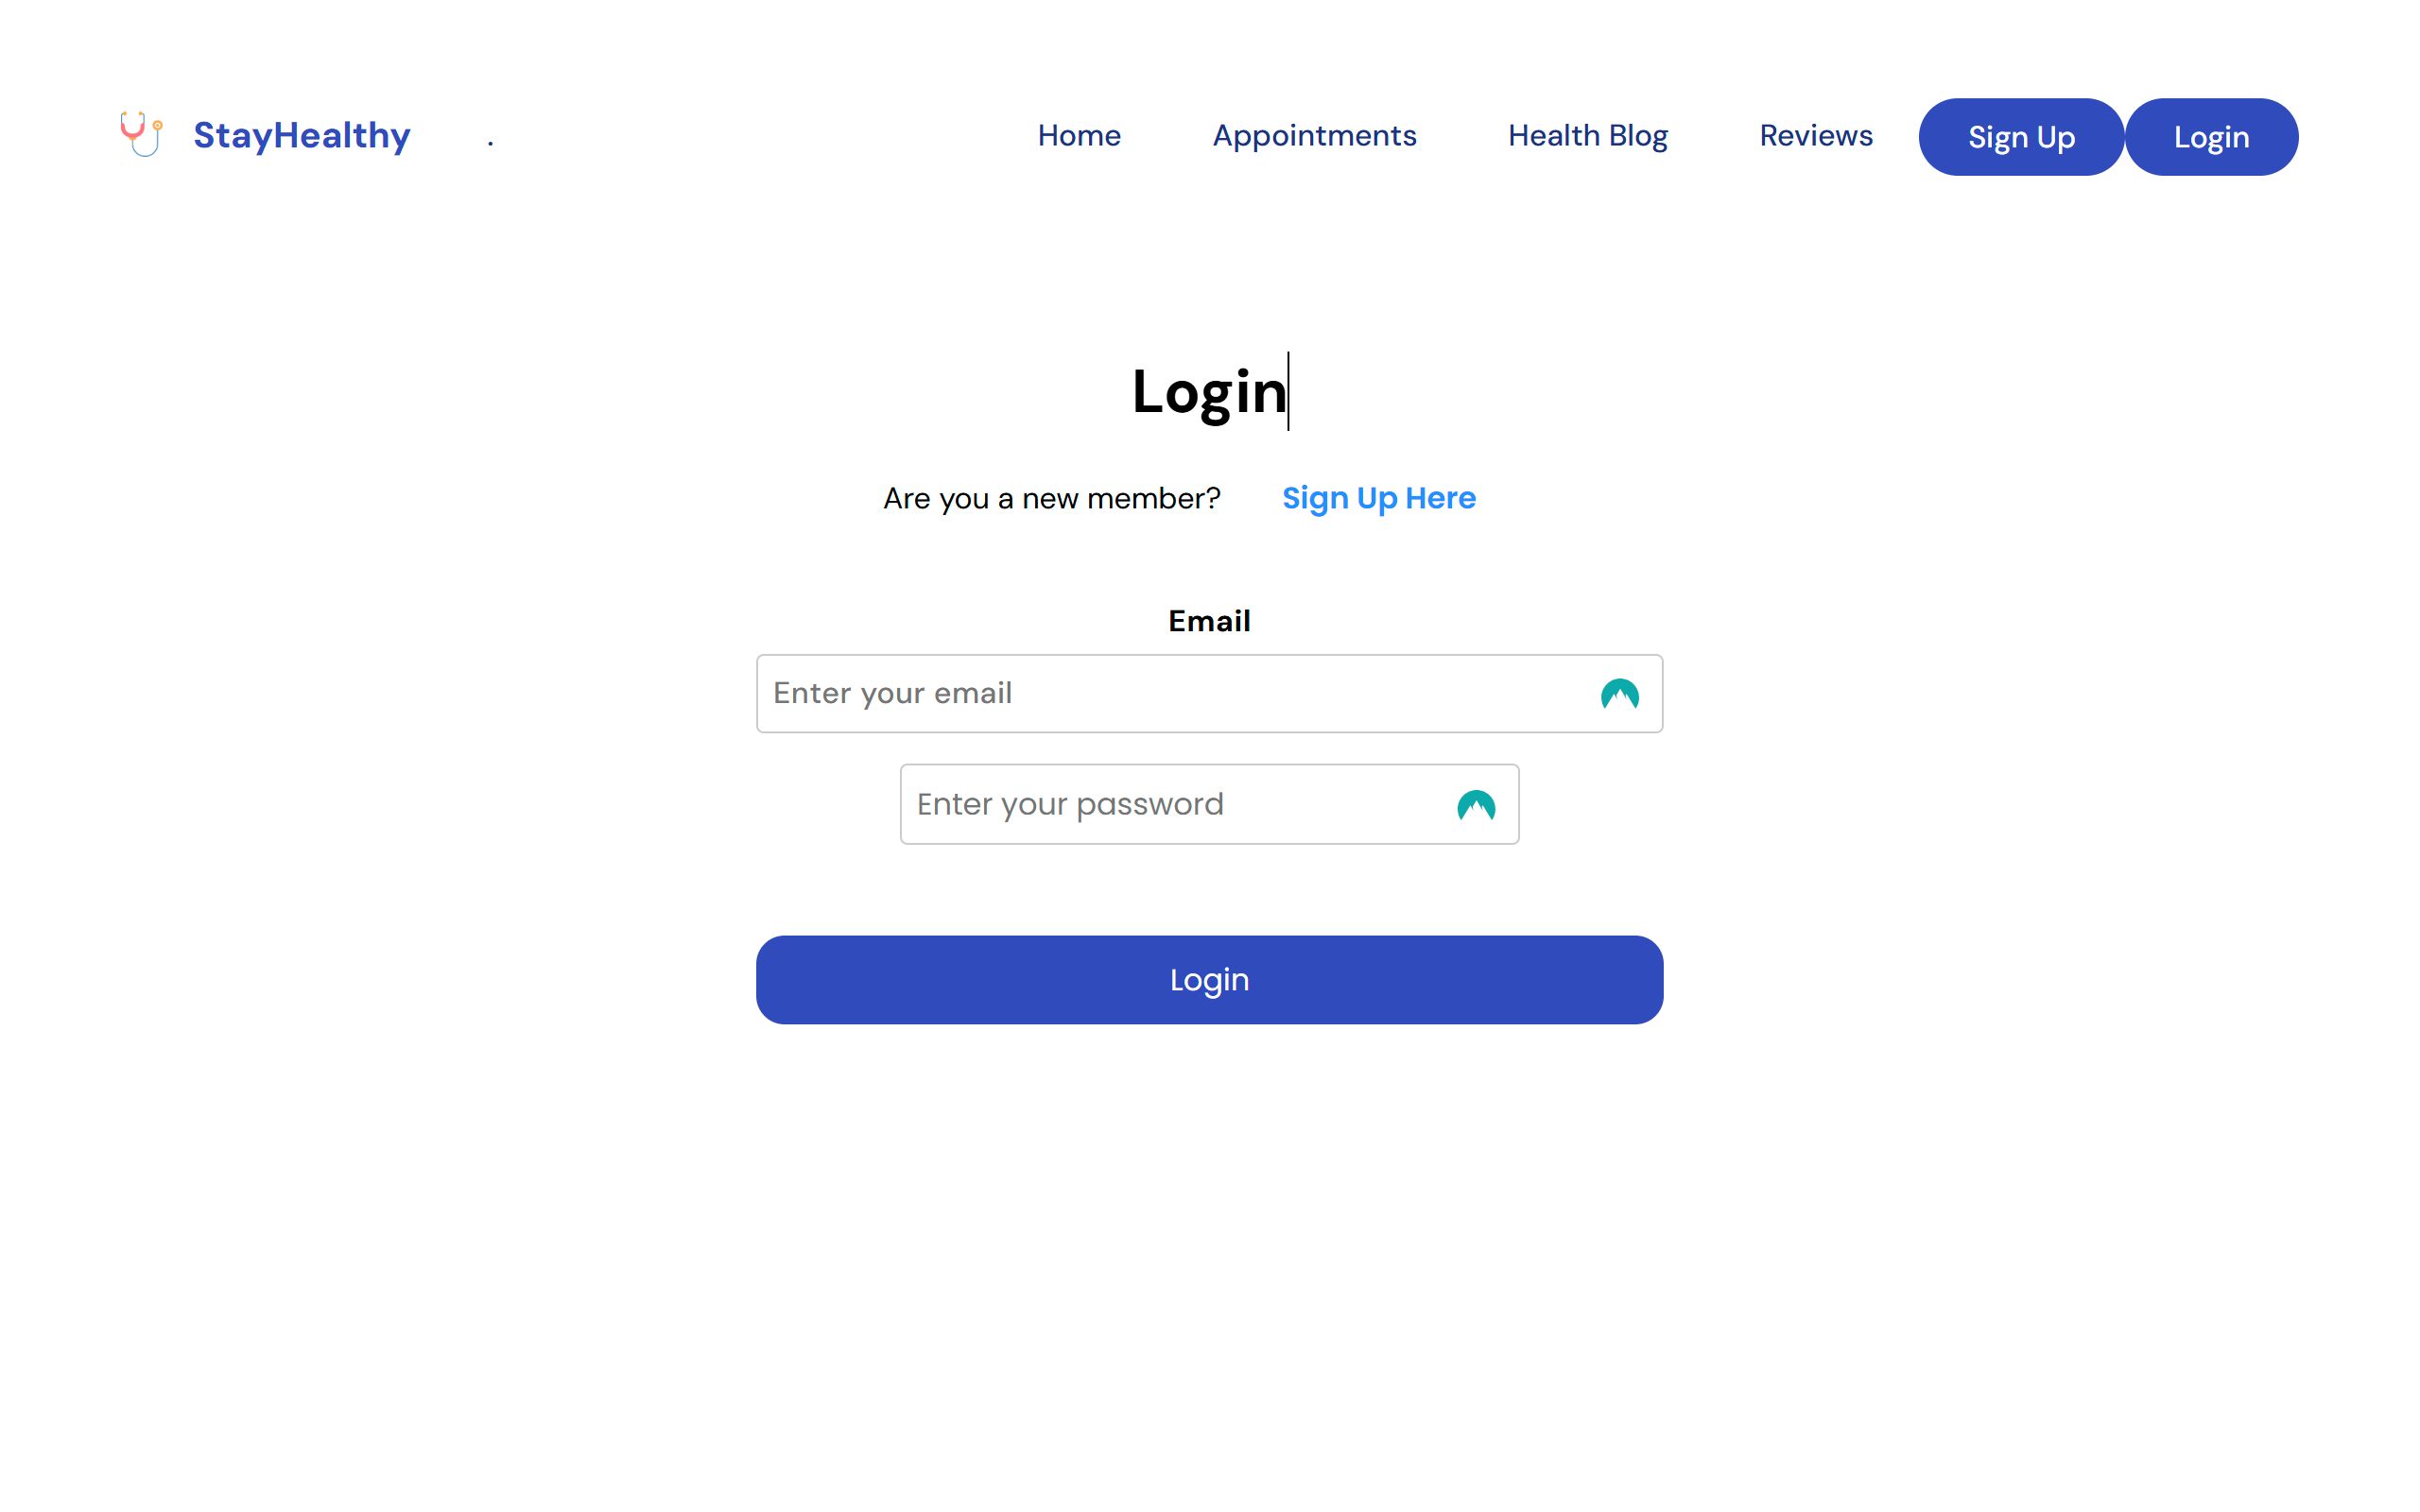 StayHealthy . Home Appointments Health Blog Reviews Sign Up Login
Login
Are you a new member? Sign Up Here
Email
Enter your email
Enter your password
Login